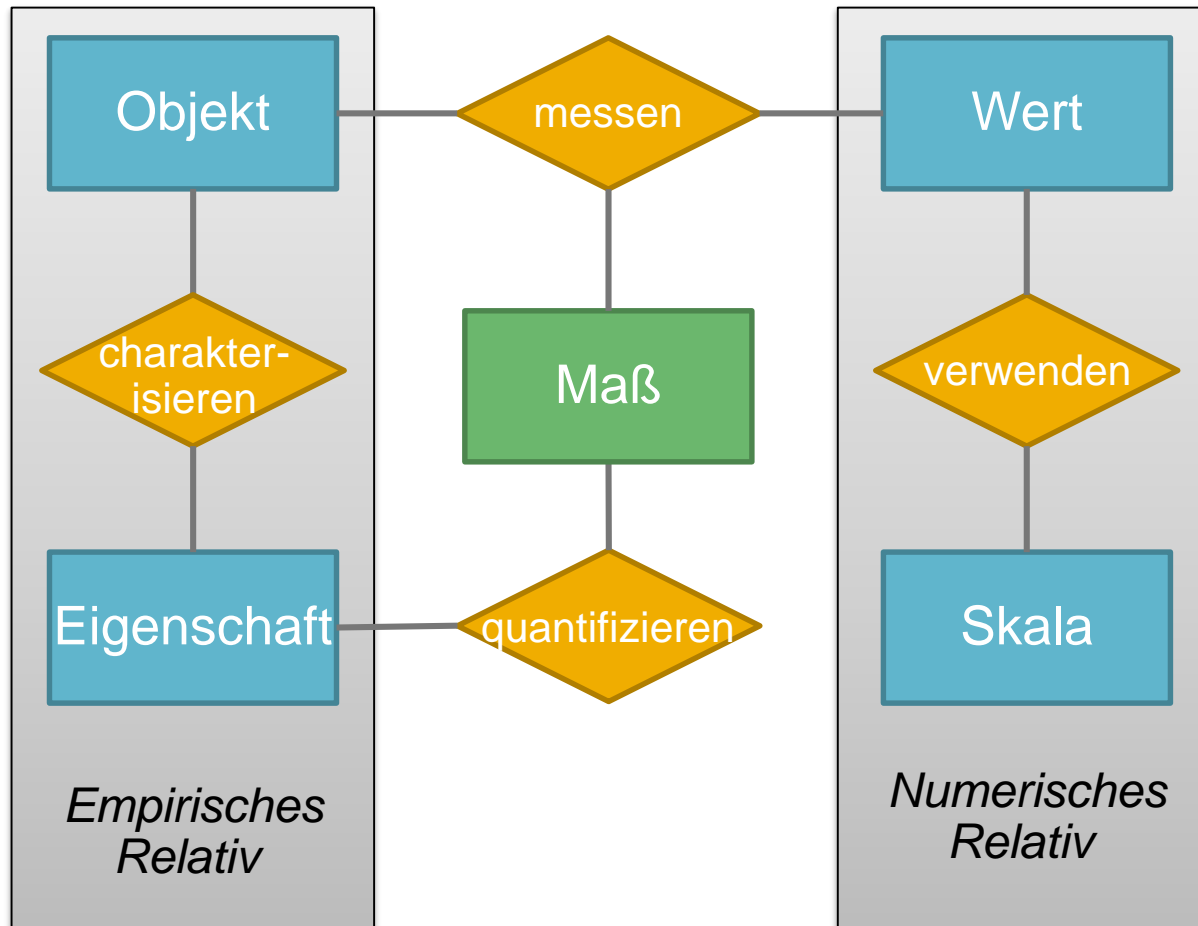 Objekt
messen
Wert
charakter-
isieren
Maß
verwenden
Eigenschaft
quantifizieren
Skala
Empirisches
Relativ
Numerisches
Relativ